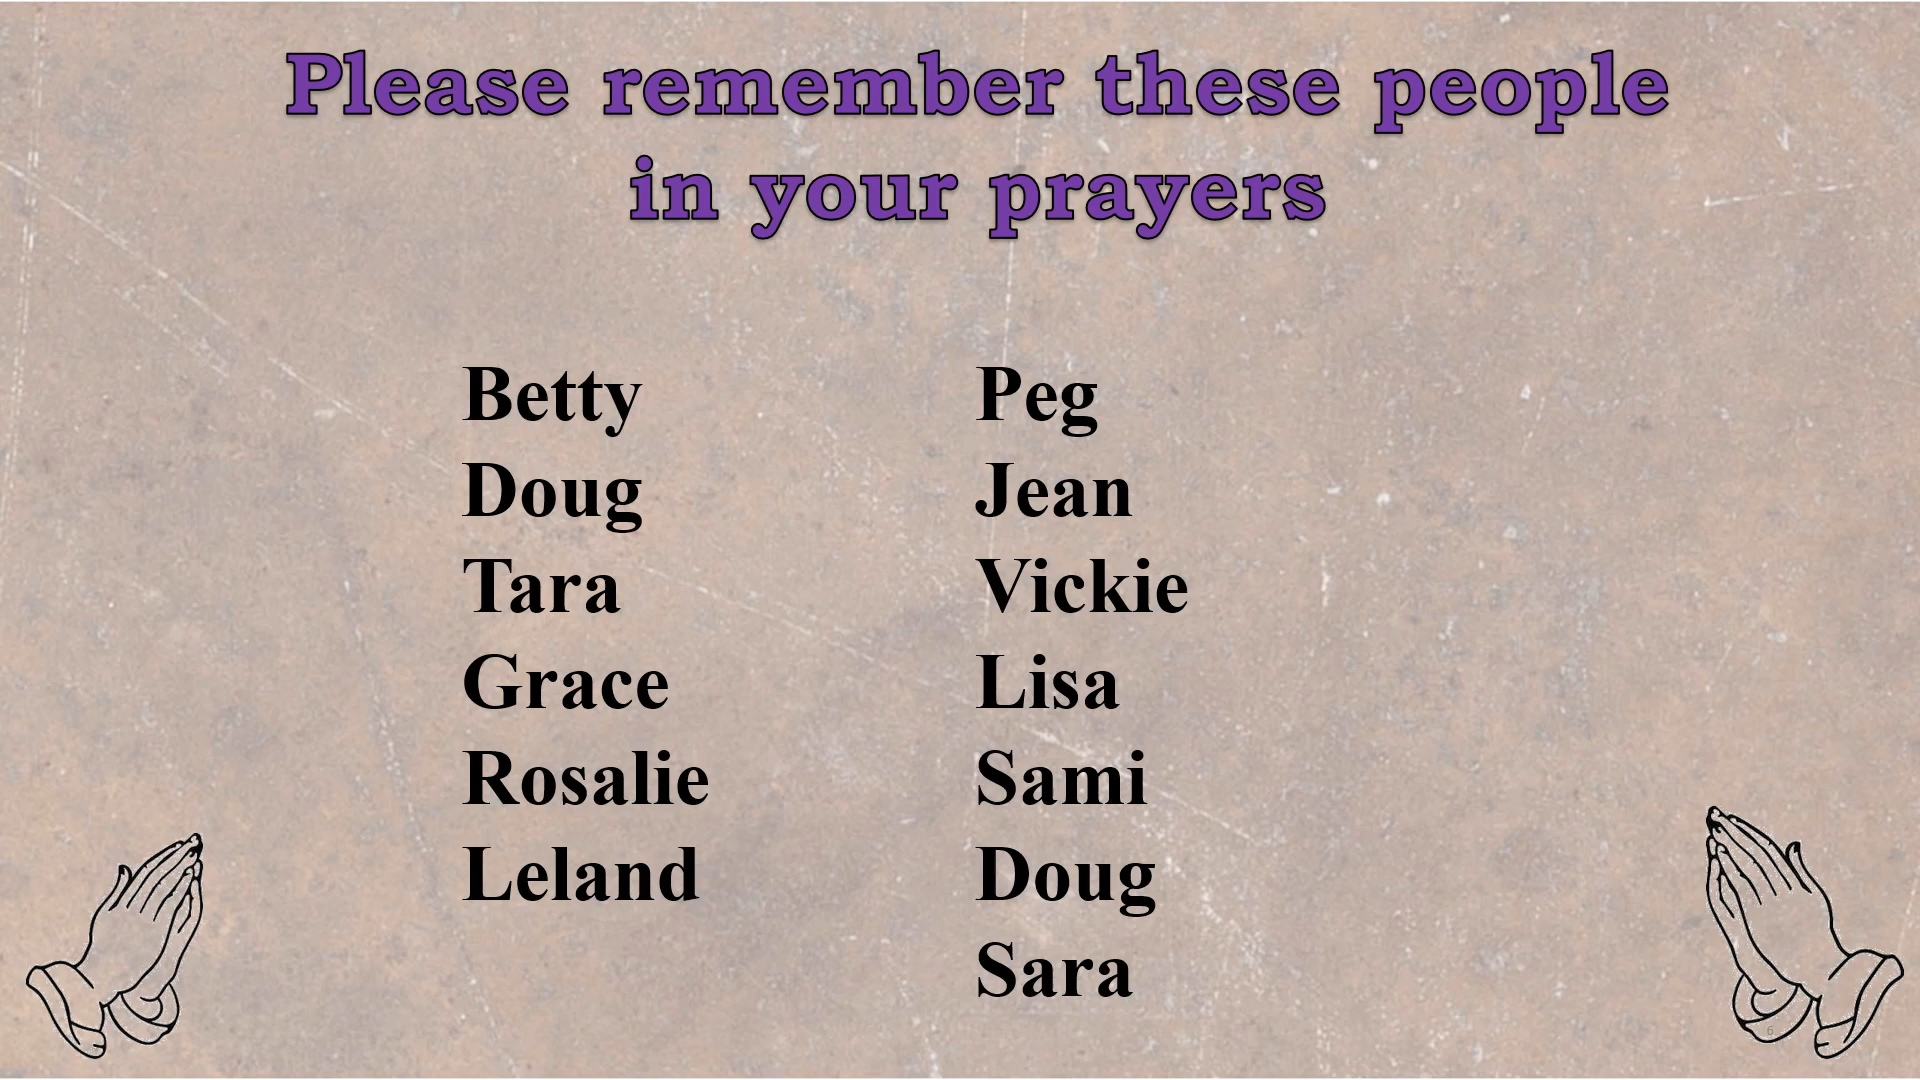 Please remember these people
in your prayers
Betty
Doug
Tara
Grace
Rosalie
Leland
Peg
Jean
Vickie
Lisa
Sami
Doug
Sara
6